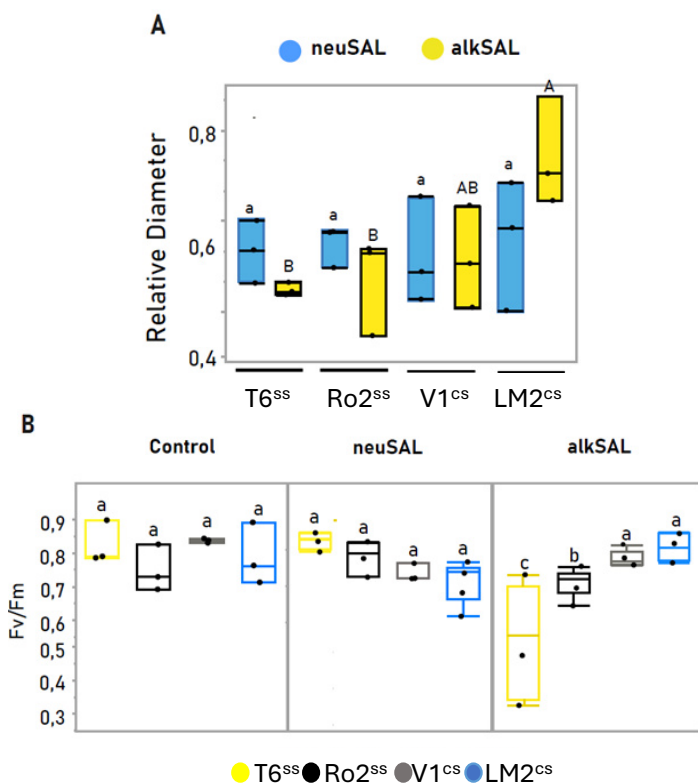 A
neuSAL alkSAL
Relative Diameter
0,8
0,6
0,4
a B a B a AB a A
T6ss Ro2ss V1cs LM2cs
B
Control neuSAL alkSAL
Fv/Fm
0,9
0,8
0,7
0,6
0,5
0,4
0,3
a a a a a a a a c b a a
T6ss Ro2ss V1cs LM2cs